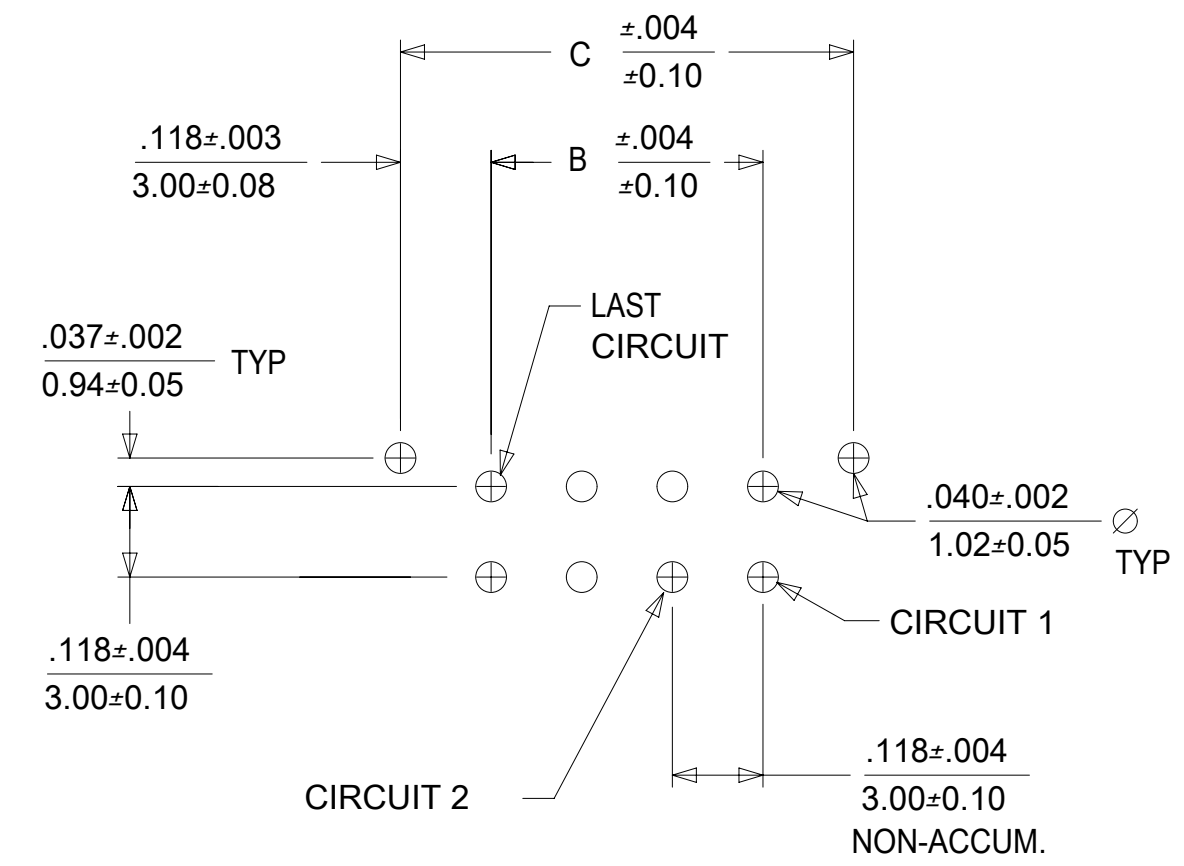 C ±.004
±0.10
.118±.003
3.00±0.08
B ±.004
±0.10
LAST
CIRCUIT
.037±.002
0.94±0.05
TYP
.040±.002
1.02±0.05
∅
TYP
CIRCUIT 1
.118±.004
3.00±0.10
CIRCUIT 2
.118±.004
3.00±0.10
NON-ACCUM.